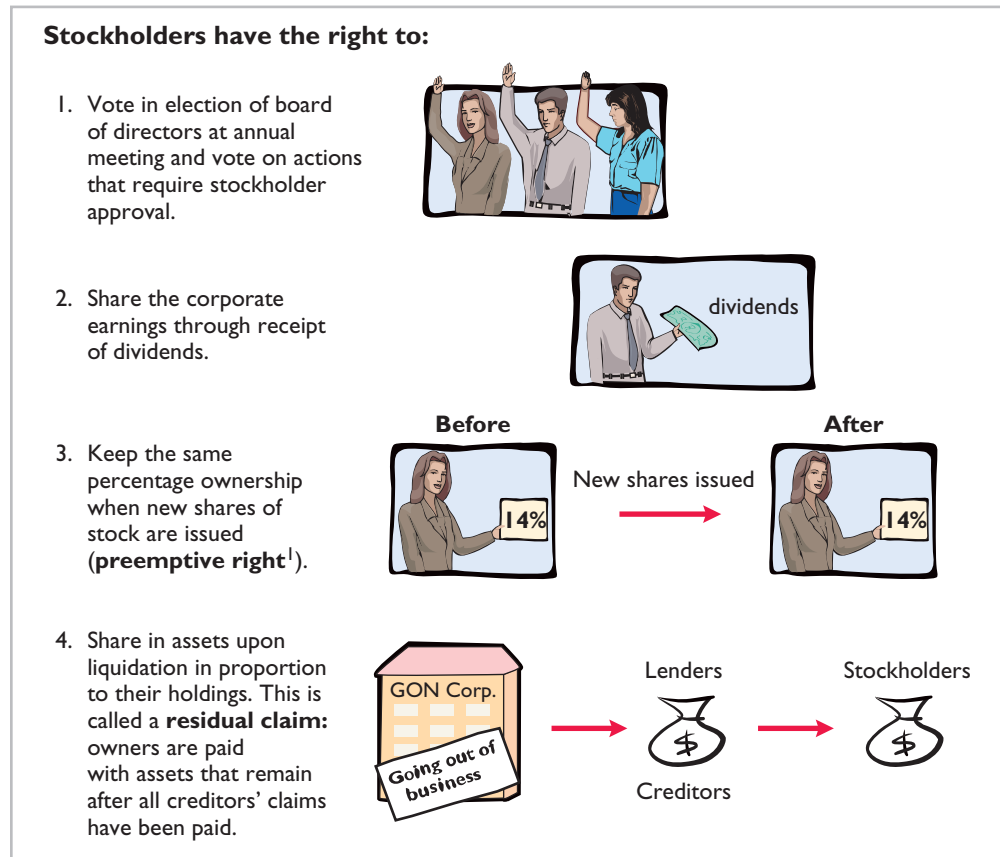 Stockholders have the right to:
1. Vote in election of board
of directors at annual
meeting and vote on actions
that require stockholder
approval.
2. Share the corporate
earnings through receipt
of dividends.
dividends
3. Keep the same
percentage ownership
when new shares of
stock are issued
(preemptive right¹).
Before
14%
New shares issued
After
14%
4. Share in assets upon
liquidation in proportion
to their holdings. This is
called a residual claim:
owners are paid
with assets that remain
after all creditors’ claims
have been paid.
GON Corp.
Going out of
business
Lenders
$
Creditors
Stockholders
$